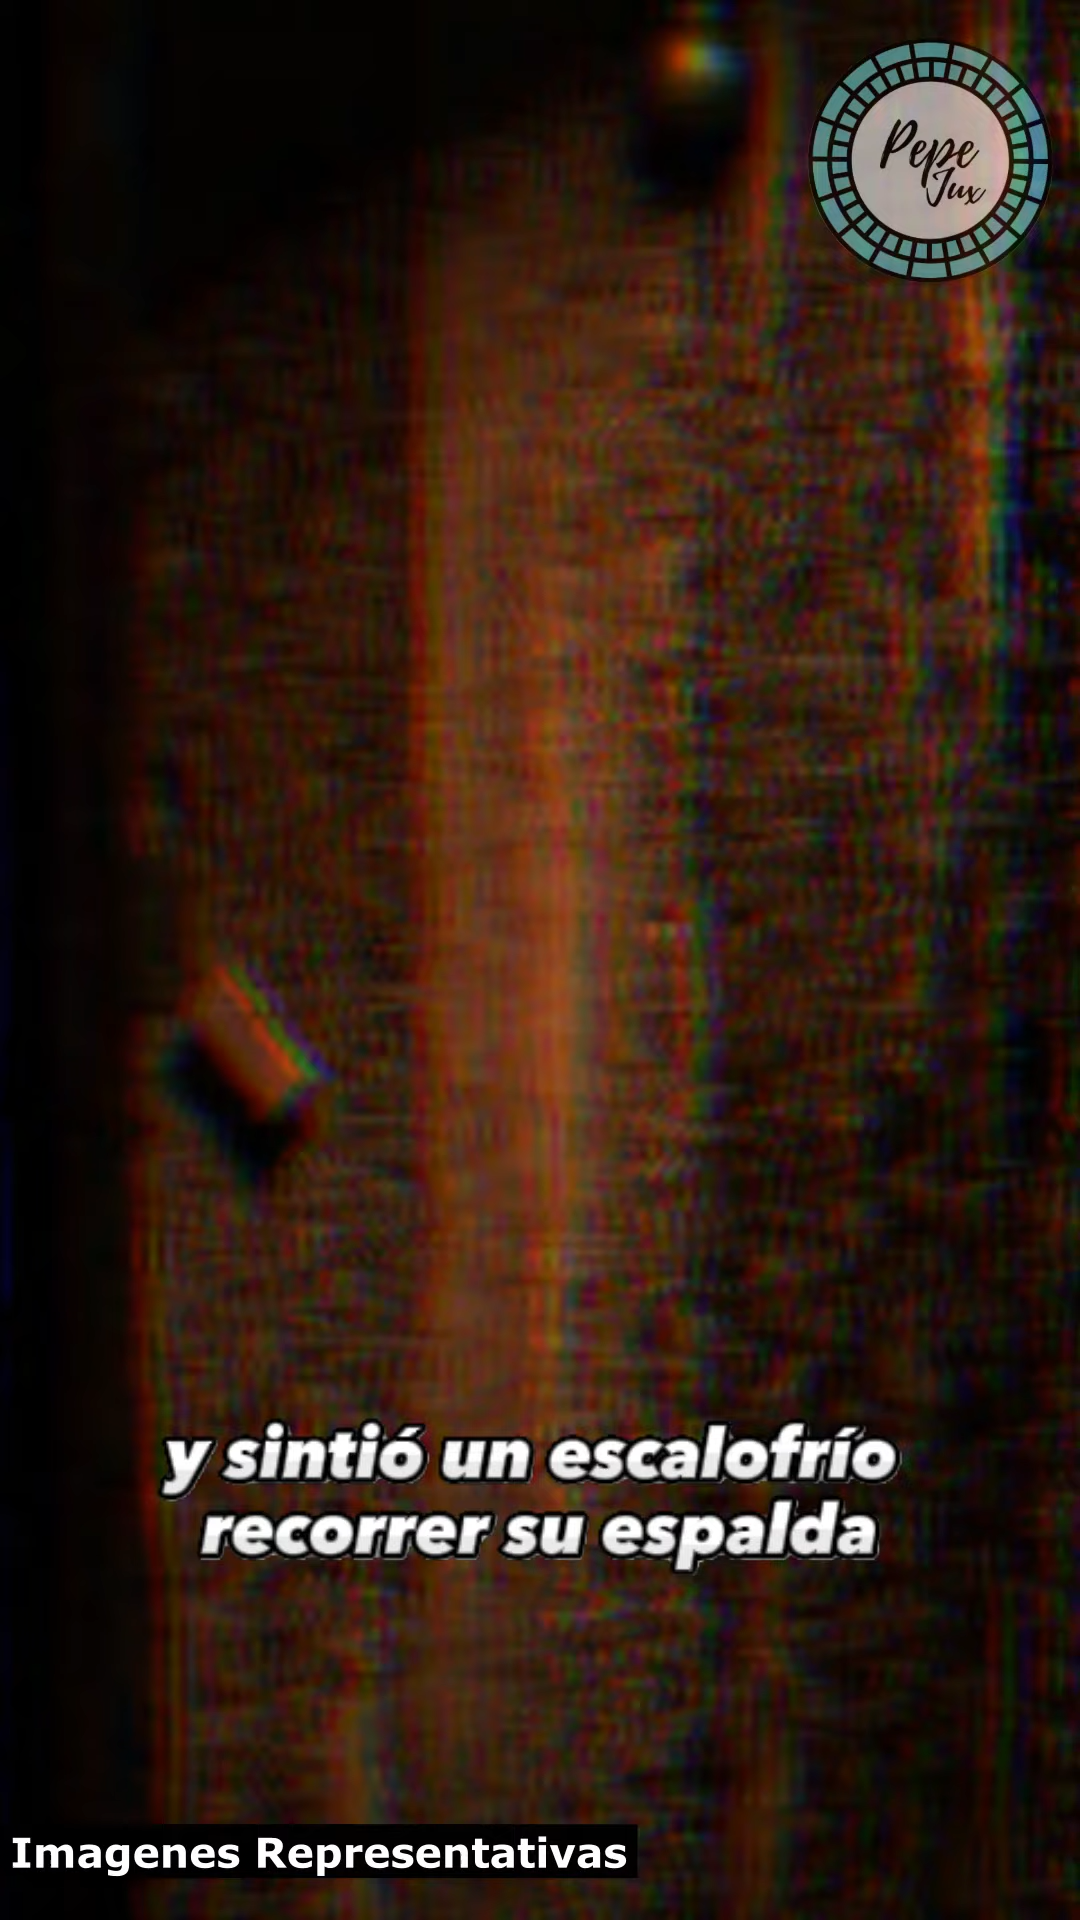 Pepe
Jux
y sintió un escalofrío
recorrer su espalda
Imagenes Representativas